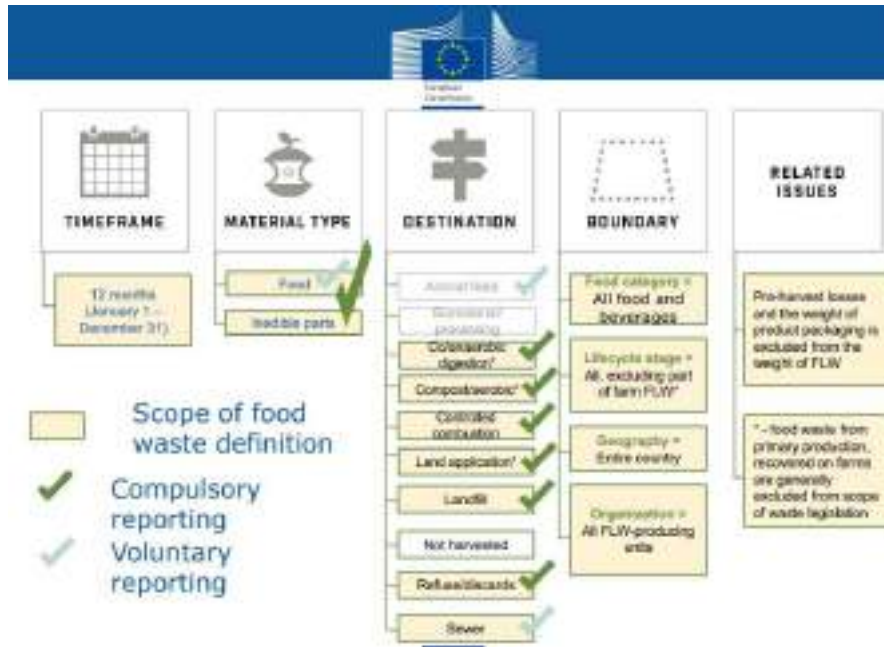 European
Commission
TIMEFRAME
12 months
(January 1 –
December 31)
MATERIAL TYPE
Food
Inedible parts
DESTINATION
Animal feed
Biomaterial/
processing
Co/anaerobic
digestion*
Compost/aerobic*
Controlled
combustion
Land application*
Landfill
Not harvested
Refuse/discards
Sewer
BOUNDARY
Food category =
All food and
beverages
Lifecycle stage =
All, excluding part
of farm FLW*
Geography =
Entire country
Organisation =
All FLW-producing
units
RELATED
ISSUES
Pre-harvest losses
and the weight of
product packaging is
excluded from the
weight of FLW
* - food waste from
primary production,
recovered on farms
are generally
excluded from scope
of waste legislation
Scope of food
waste definition
Compulsory
reporting
Voluntary
reporting